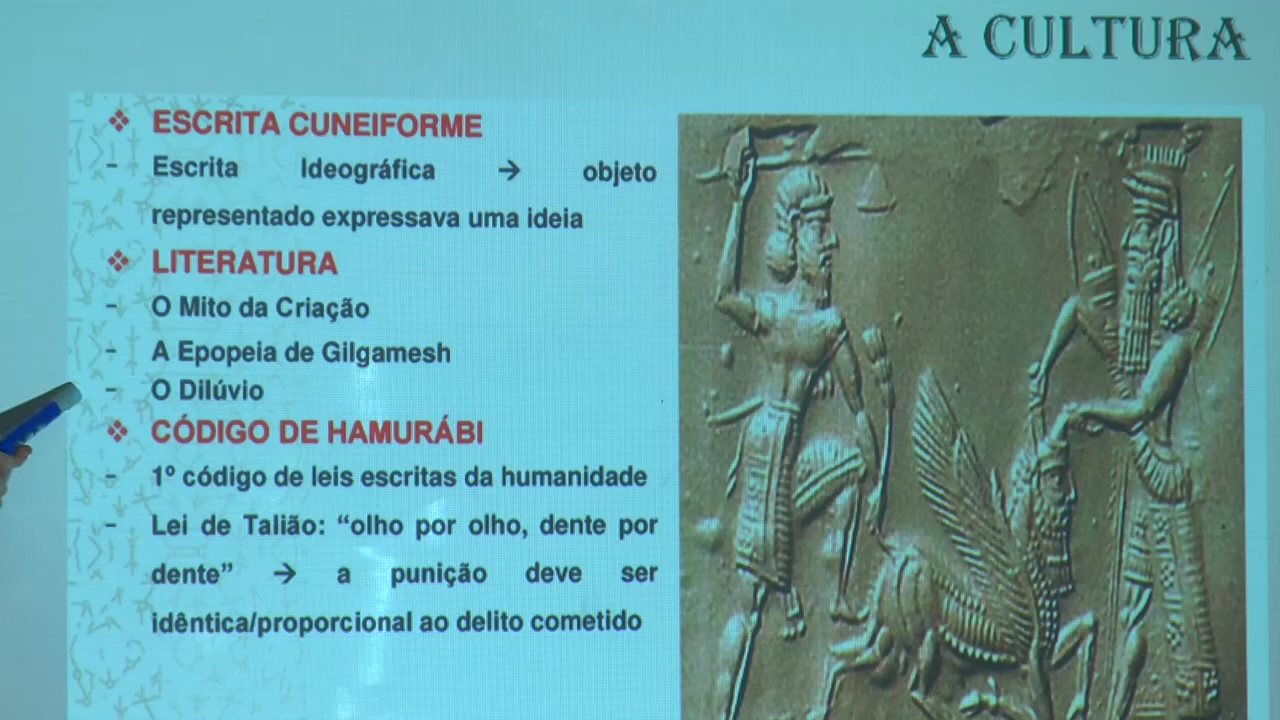 A CULTURA
❖ ESCRITA CUNEIFORME
- Escrita Ideográfica → objeto
representado expressava uma ideia
❖ LITERATURA
- O Mito da Criação
- A Epopeia de Gilgamesh
- O Dilúvio
❖ CÓDIGO DE HAMURÁBI
- 1º código de leis escritas da humanidade
- Lei de Talião: “olho por olho, dente por
dente” → a punição deve ser
idêntica/proporcional ao delito cometido